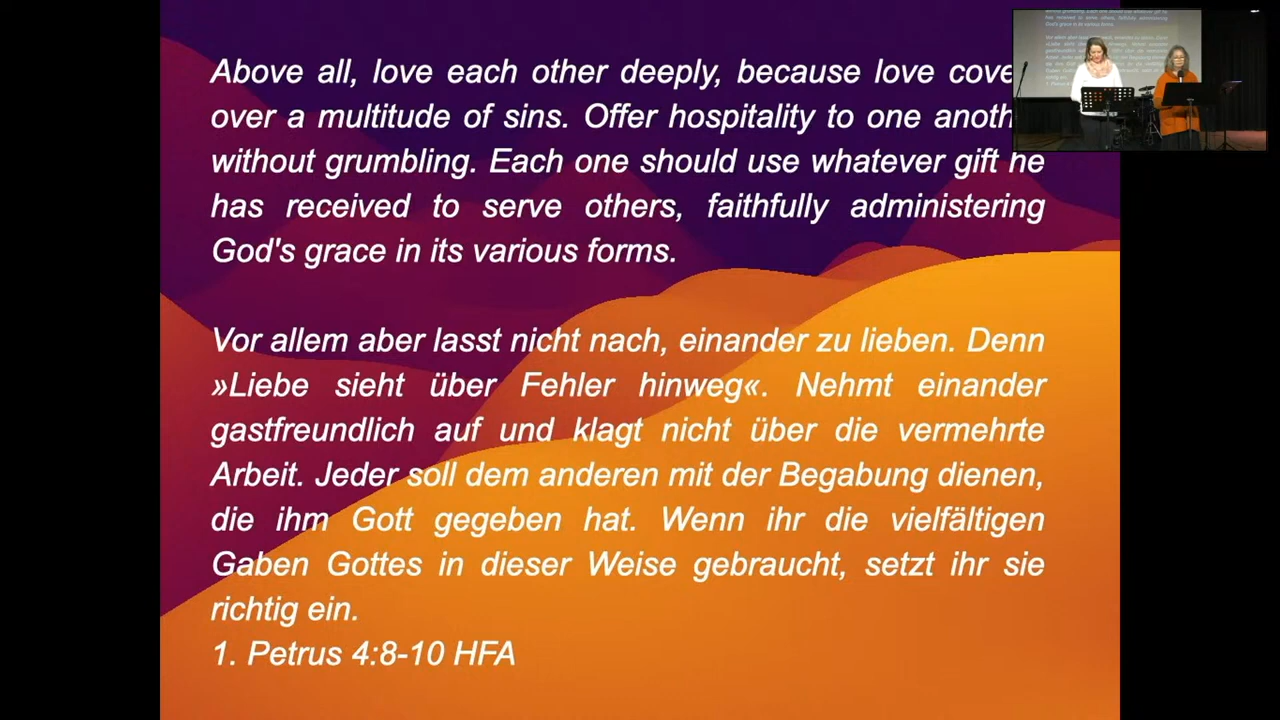 Above all, love each other deeply, because love
over a multitude of sins. Offer hospitality to one
without grumbling. Each one should use whatever gift he
has received to serve others, faithfully administering
God's grace in its various forms.
Vor allem aber lasst nicht nach, einander zu lieben. Denn
»Liebe sieht über Fehler hinweg«. Nehmt einander
gastfreundlich auf und klagt nicht über die vermehrte
Arbeit. Jeder soll dem anderen mit der Begabung dienen,
die ihm Gott gegeben hat. Wenn ihr die vielfältigen
Gaben Gottes in dieser Weise gebraucht, setzt ihr sie
richtig ein.
1. Petrus 4:8-10 HFA